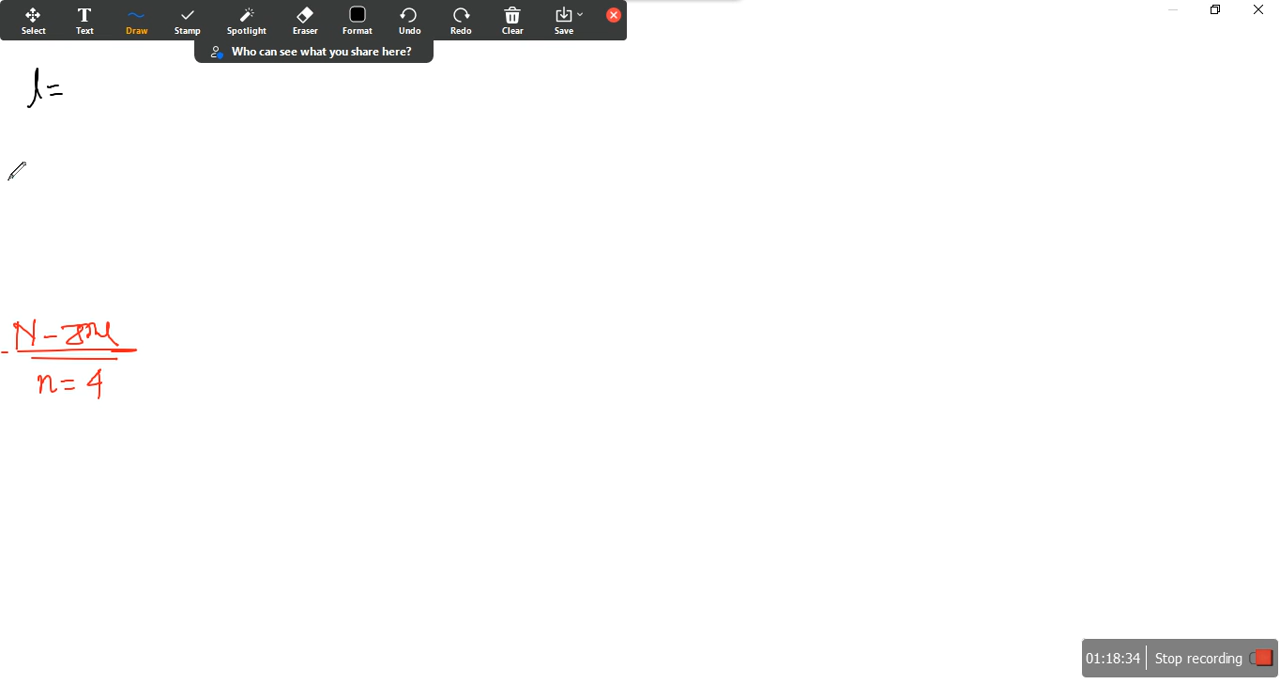 Select Text Draw Stamp Spotlight Eraser Format Undo Redo Clear Save
Who can see what you share here?
l=
N-
n = 4
01:18:34 Stop recording